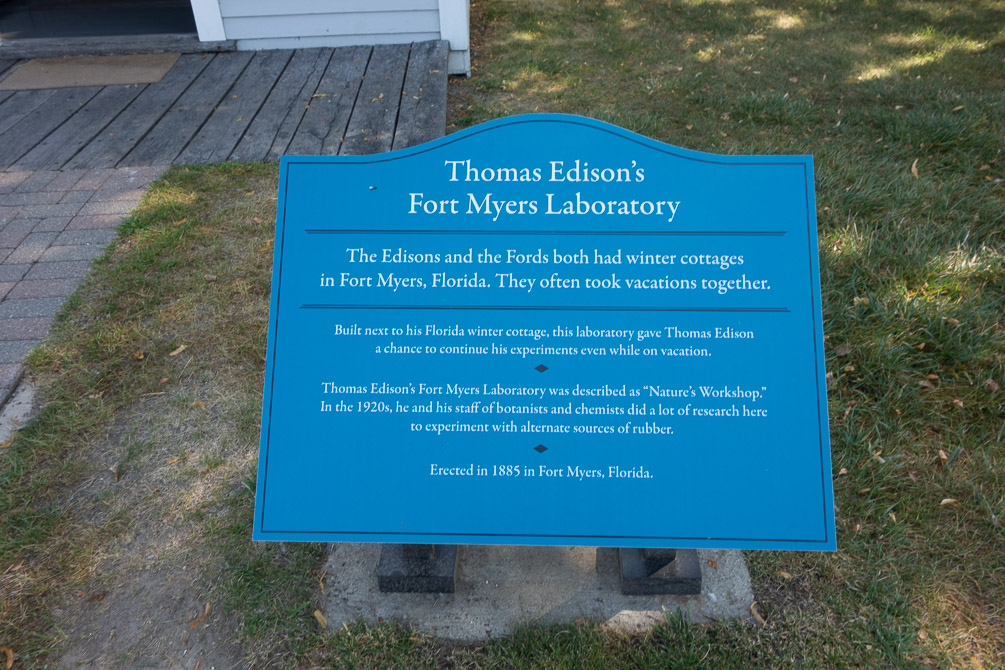 Thomas Edison's
Fort Myers Laboratory
The Edisons and the Fords both had winter cottages
in Fort Myers, Florida. They often took vacations together.
Built next to his Florida winter cottage, this laboratory gave Thomas Edison
a chance to continue his experiments even while on vacation.
Thomas Edison's Fort Myers Laboratory was described as “Nature's Workshop.”
In the 1920s, he and his staff of botanists and chemists did a lot of research here
to experiment with alternate sources of rubber.
Erected in 1885 in Fort Myers, Florida.